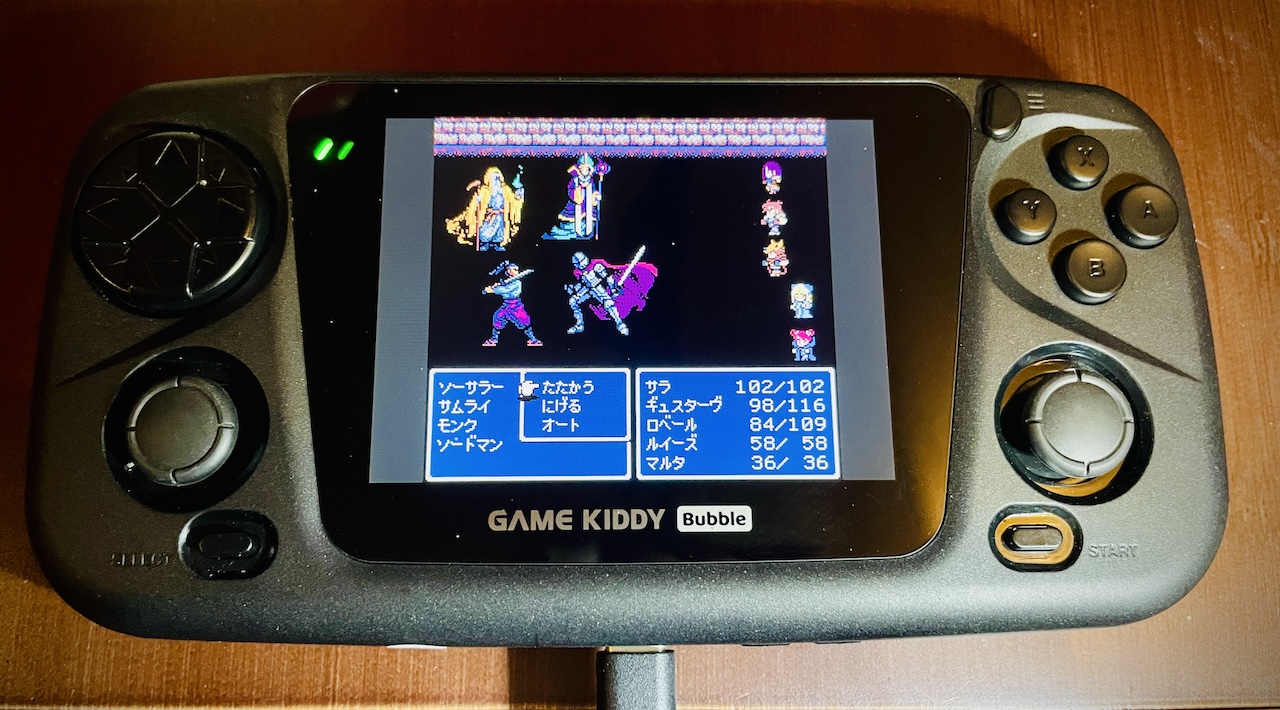 X
Y
A
B
ソーサラー
サムライ
モンク
ソードマン
たたかう
にげる
オート
サラ 102/102
ギュスターヴ 98/116
ロベール 84/109
ルイーズ 58/ 58
マルタ 36/ 36
GAME KIDDY Bubble
SELECT
START